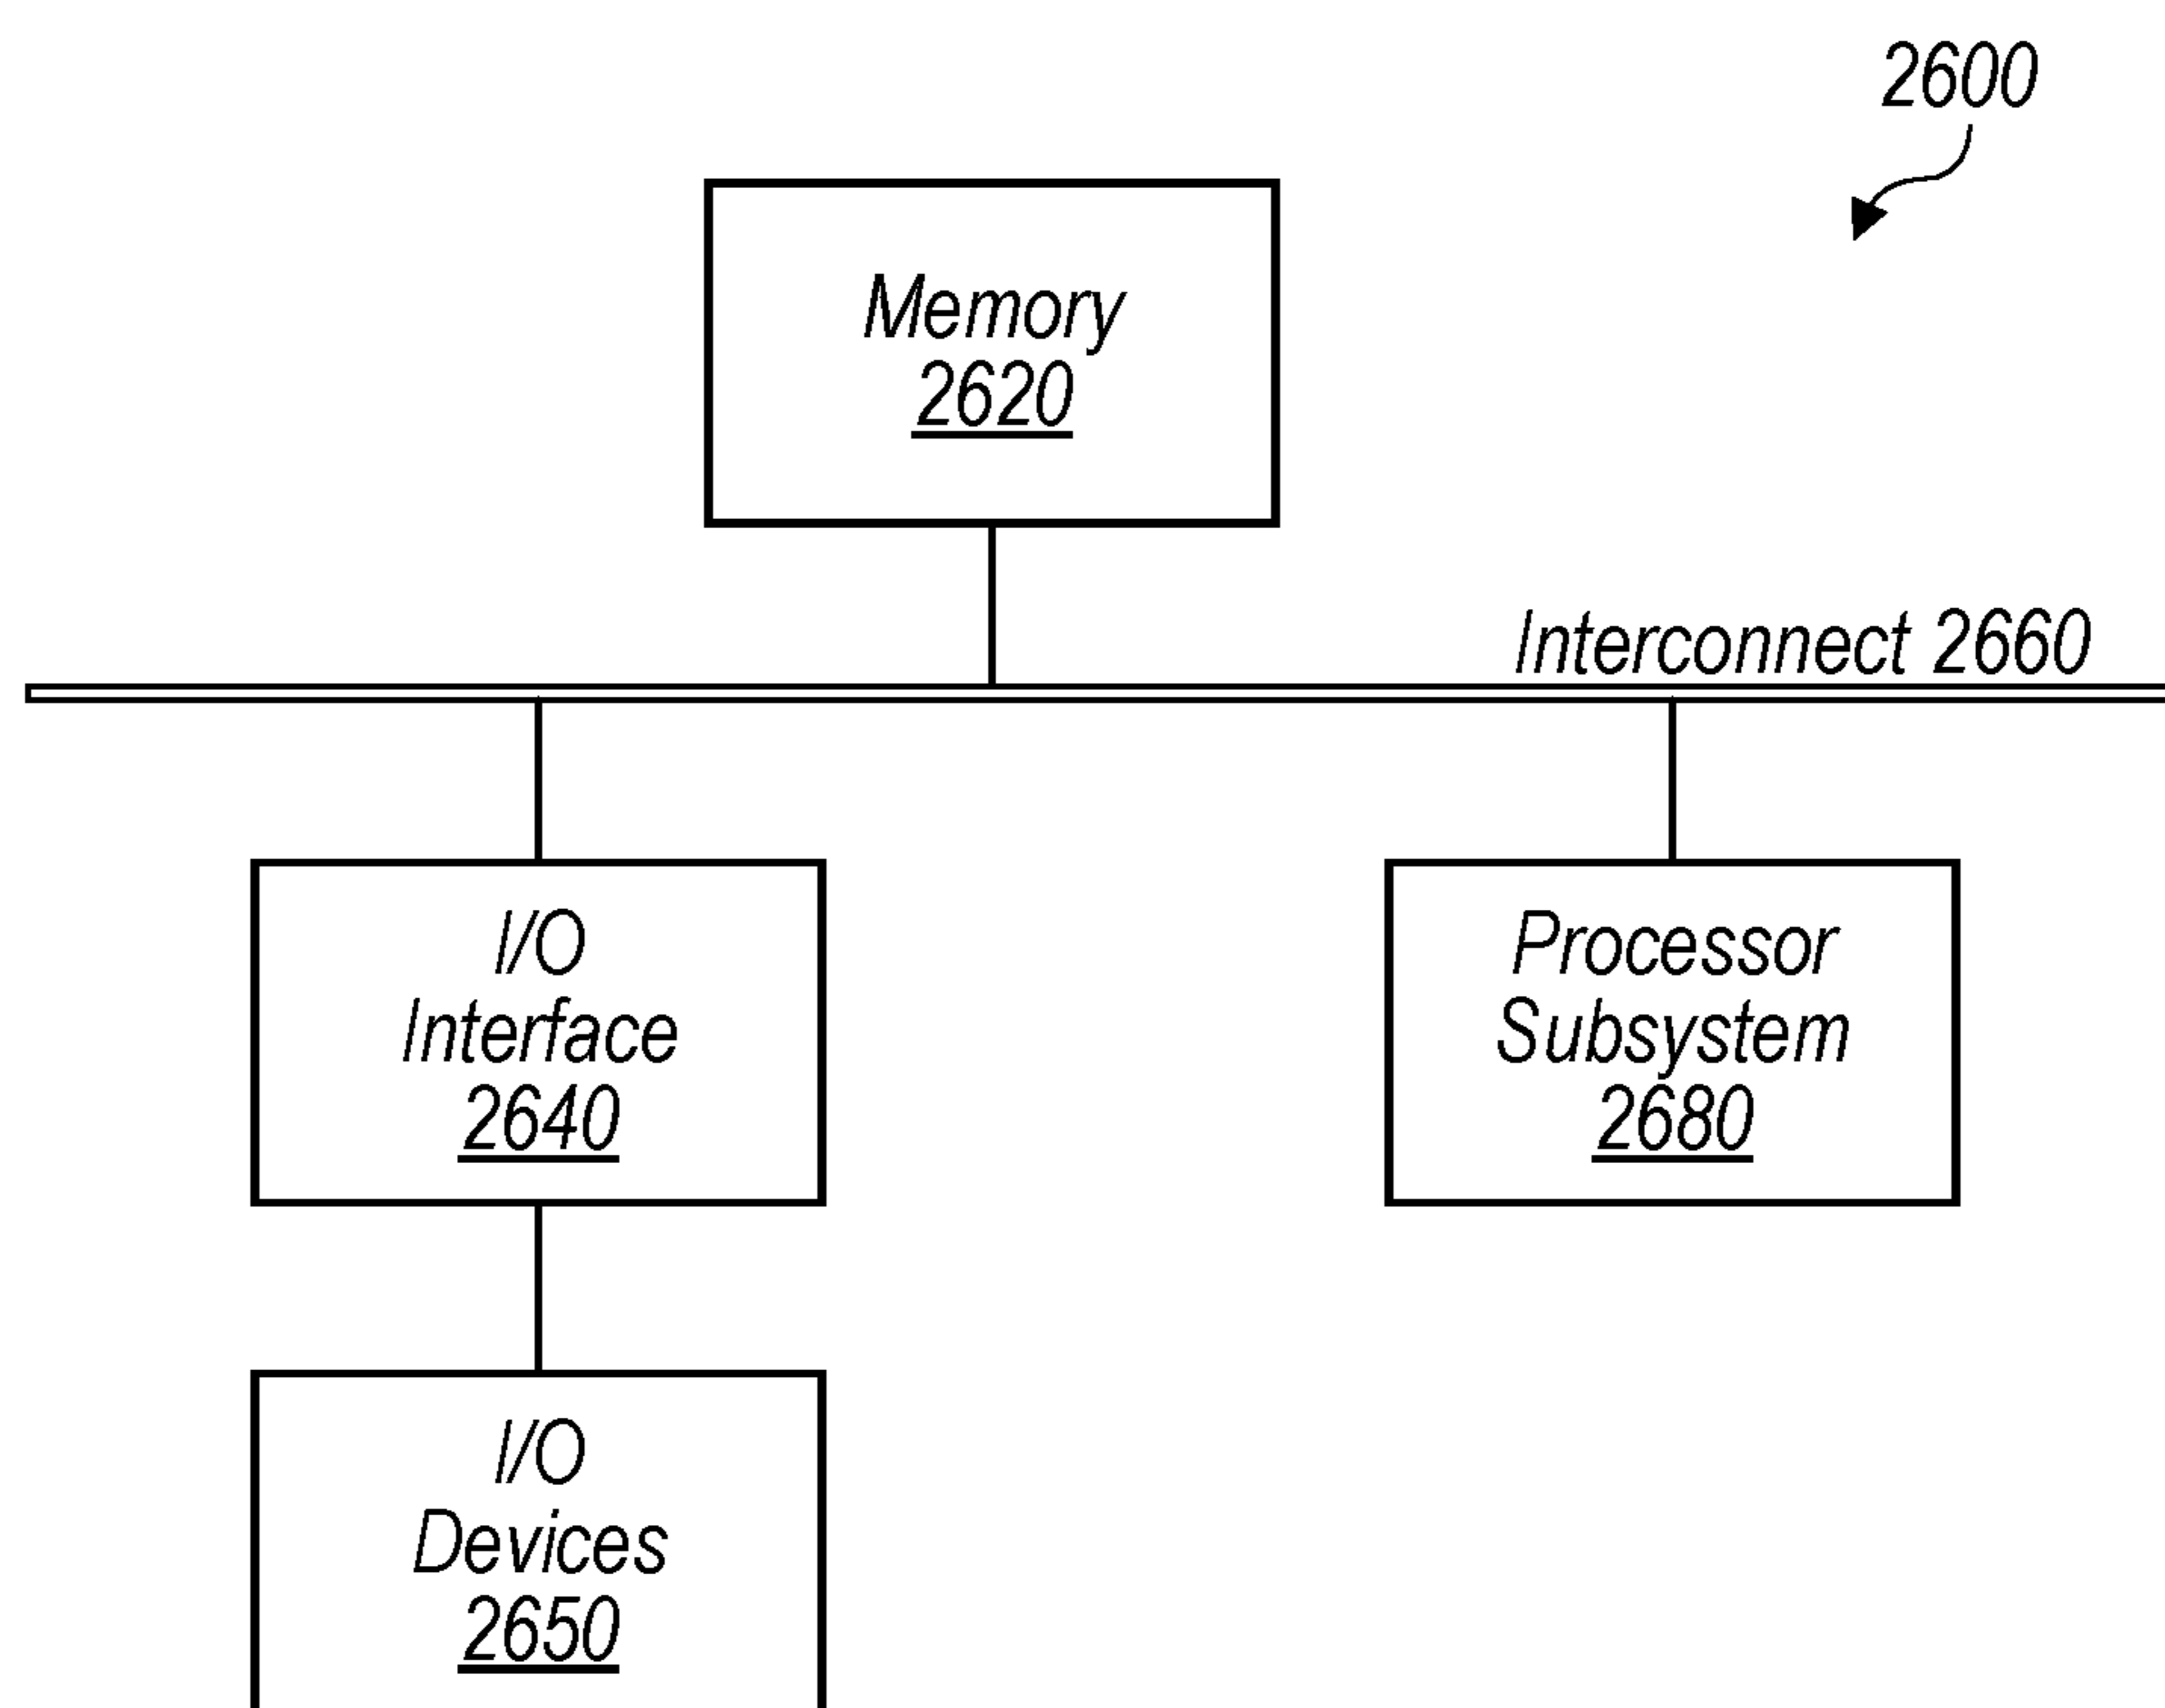 2600
Memory
2620
Interconnect 2660
I/O
Interface
2640
Processor
Subsystem
2680
I/O
Devices
2650